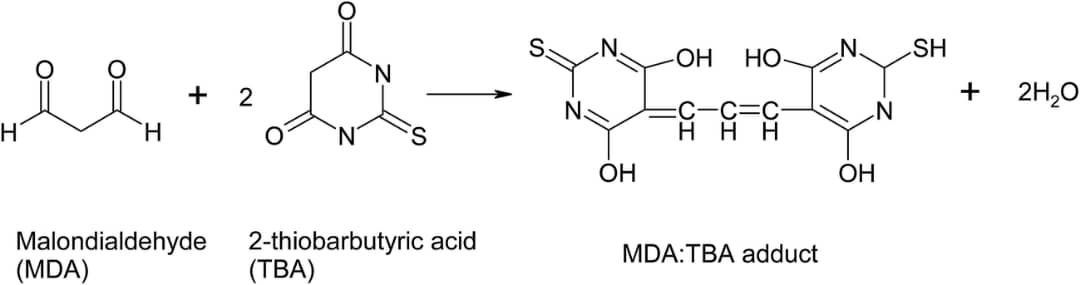 O O O
H H
+ 2
O N N O S
S N N OH
HO N SH
N N
C C C
H H H
OH OH
+ 2H₂O
Malondialdehyde
(MDA)
2-thiobarbutyric acid
(TBA)
MDA:TBA adduct